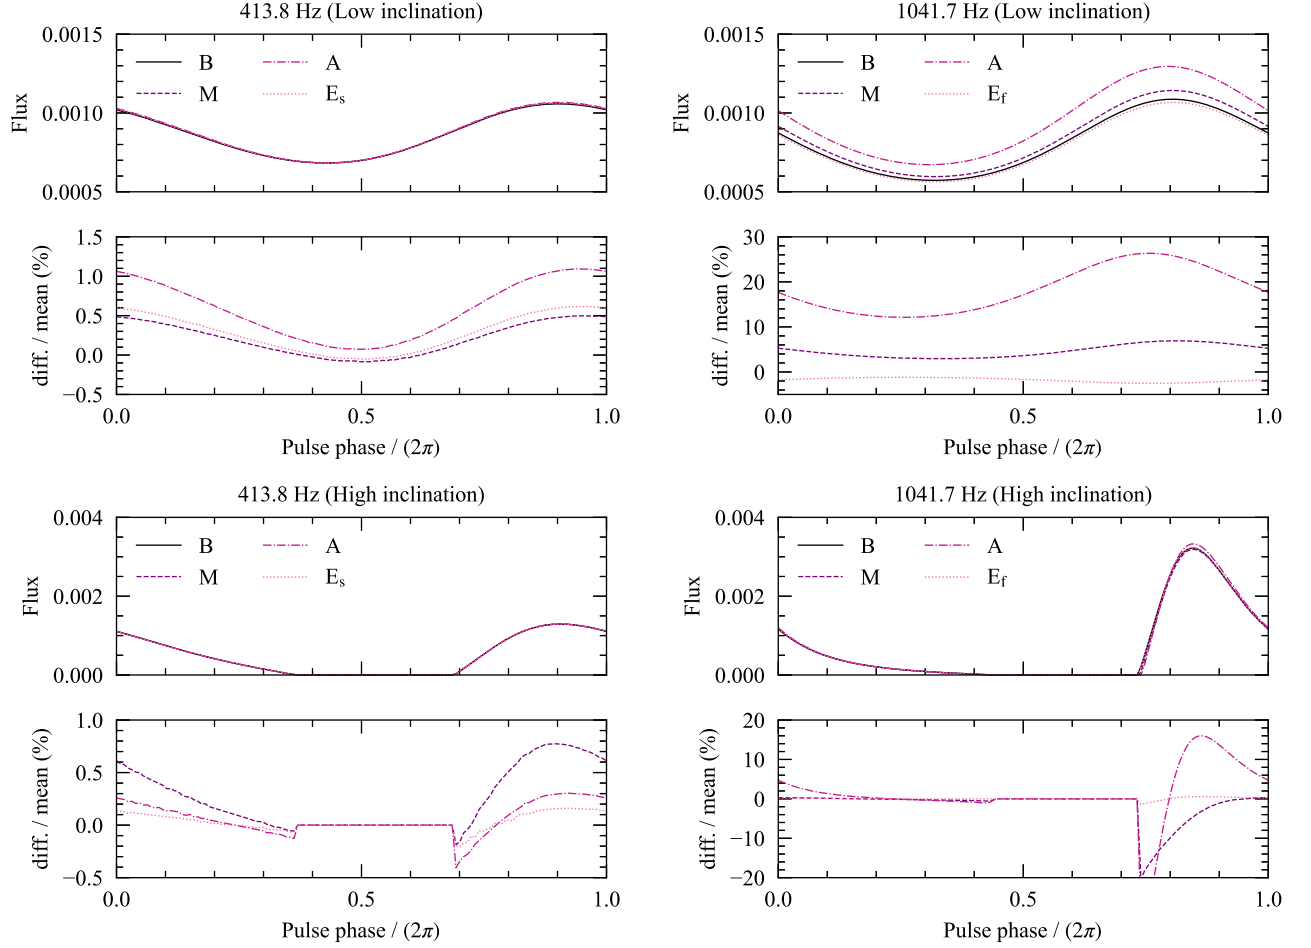 413.8 Hz (Low inclination)
0.0015
0.0010
0.0005
Flux
B
A
M
E_s
1.5
1.0
0.5
0.0
−0.5
diff. / mean (%)
0.0 0.5 1.0
Pulse phase / (2π)
1041.7 Hz (Low inclination)
0.0015
0.0010
0.0005
Flux
B
A
M
E_f
30
20
10
0
diff. / mean (%)
0.0 0.5 1.0
Pulse phase / (2π)
413.8 Hz (High inclination)
0.004
0.002
0.000
Flux
B
A
M
E_s
1.0
0.5
0.0
−0.5
diff. / mean (%)
0.0 0.5 1.0
Pulse phase / (2π)
1041.7 Hz (High inclination)
0.004
0.002
0.000
Flux
B
A
M
E_f
20
10
0
−10
−20
diff. / mean (%)
0.0 0.5 1.0
Pulse phase / (2π)